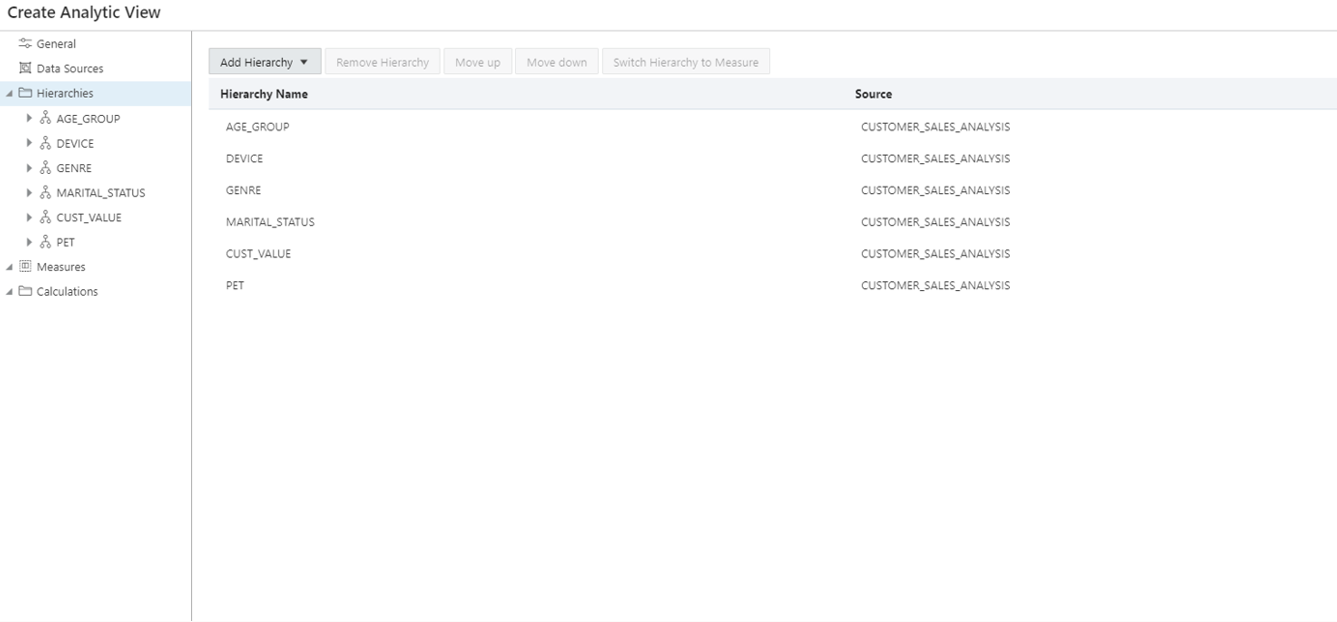 Create Analytic View
General
Data Sources
Hierarchies
AGE_GROUP
DEVICE
GENRE
MARITAL_STATUS
CUST_VALUE
PET
Measures
Calculations
Add Hierarchy Remove Hierarchy Move up Move down Switch Hierarchy to Measure
Hierarchy Name Source
AGE_GROUP CUSTOMER_SALES_ANALYSIS
DEVICE CUSTOMER_SALES_ANALYSIS
GENRE CUSTOMER_SALES_ANALYSIS
MARITAL_STATUS CUSTOMER_SALES_ANALYSIS
CUST_VALUE CUSTOMER_SALES_ANALYSIS
PET CUSTOMER_SALES_ANALYSIS